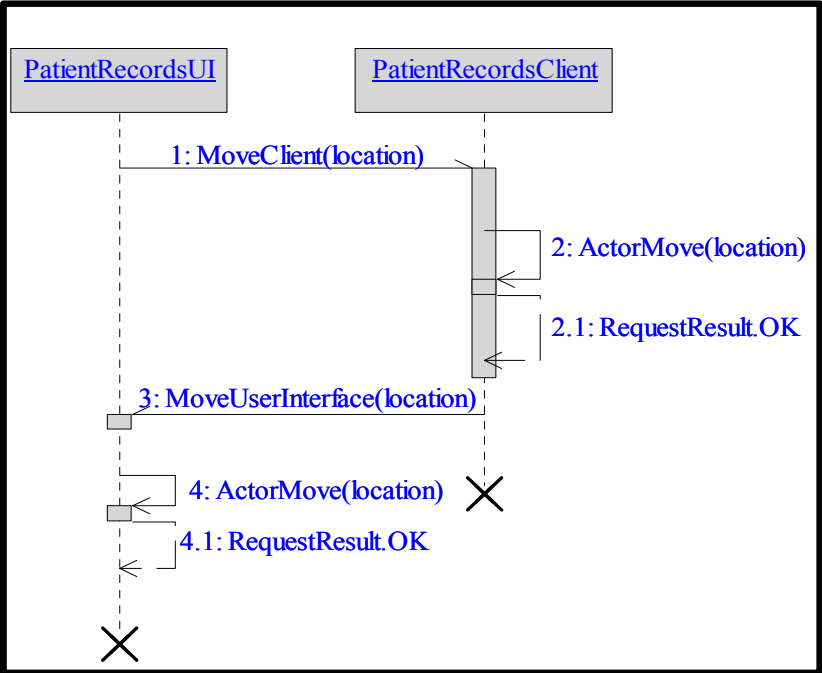 PatientRecordsUI
PatientRecordsClient
1: MoveClient(location)
2: ActorMove(location)
2.1: RequestResult.OK
3: MoveUserInterface(location)
4: ActorMove(location)
4.1: RequestResult.OK